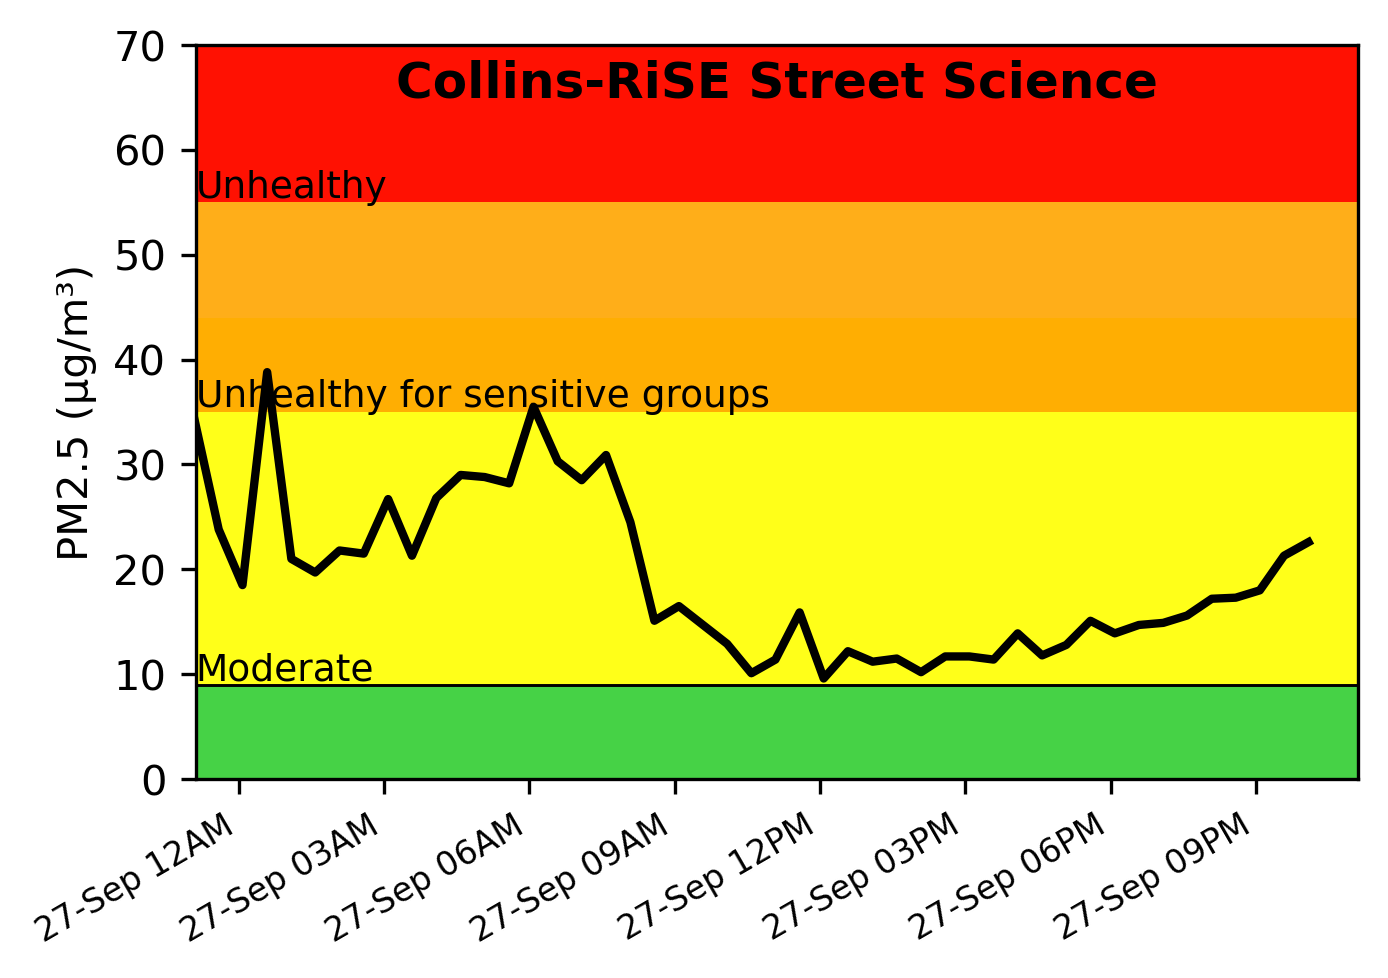 Collins-RiSE Street Science
PM2.5 (µg/m³)
70
60
50
40
30
20
10
0
Unhealthy
Unhealthy for sensitive groups
Moderate
27-Sep 12AM
27-Sep 03AM
27-Sep 06AM
27-Sep 09AM
27-Sep 12PM
27-Sep 03PM
27-Sep 06PM
27-Sep 09PM